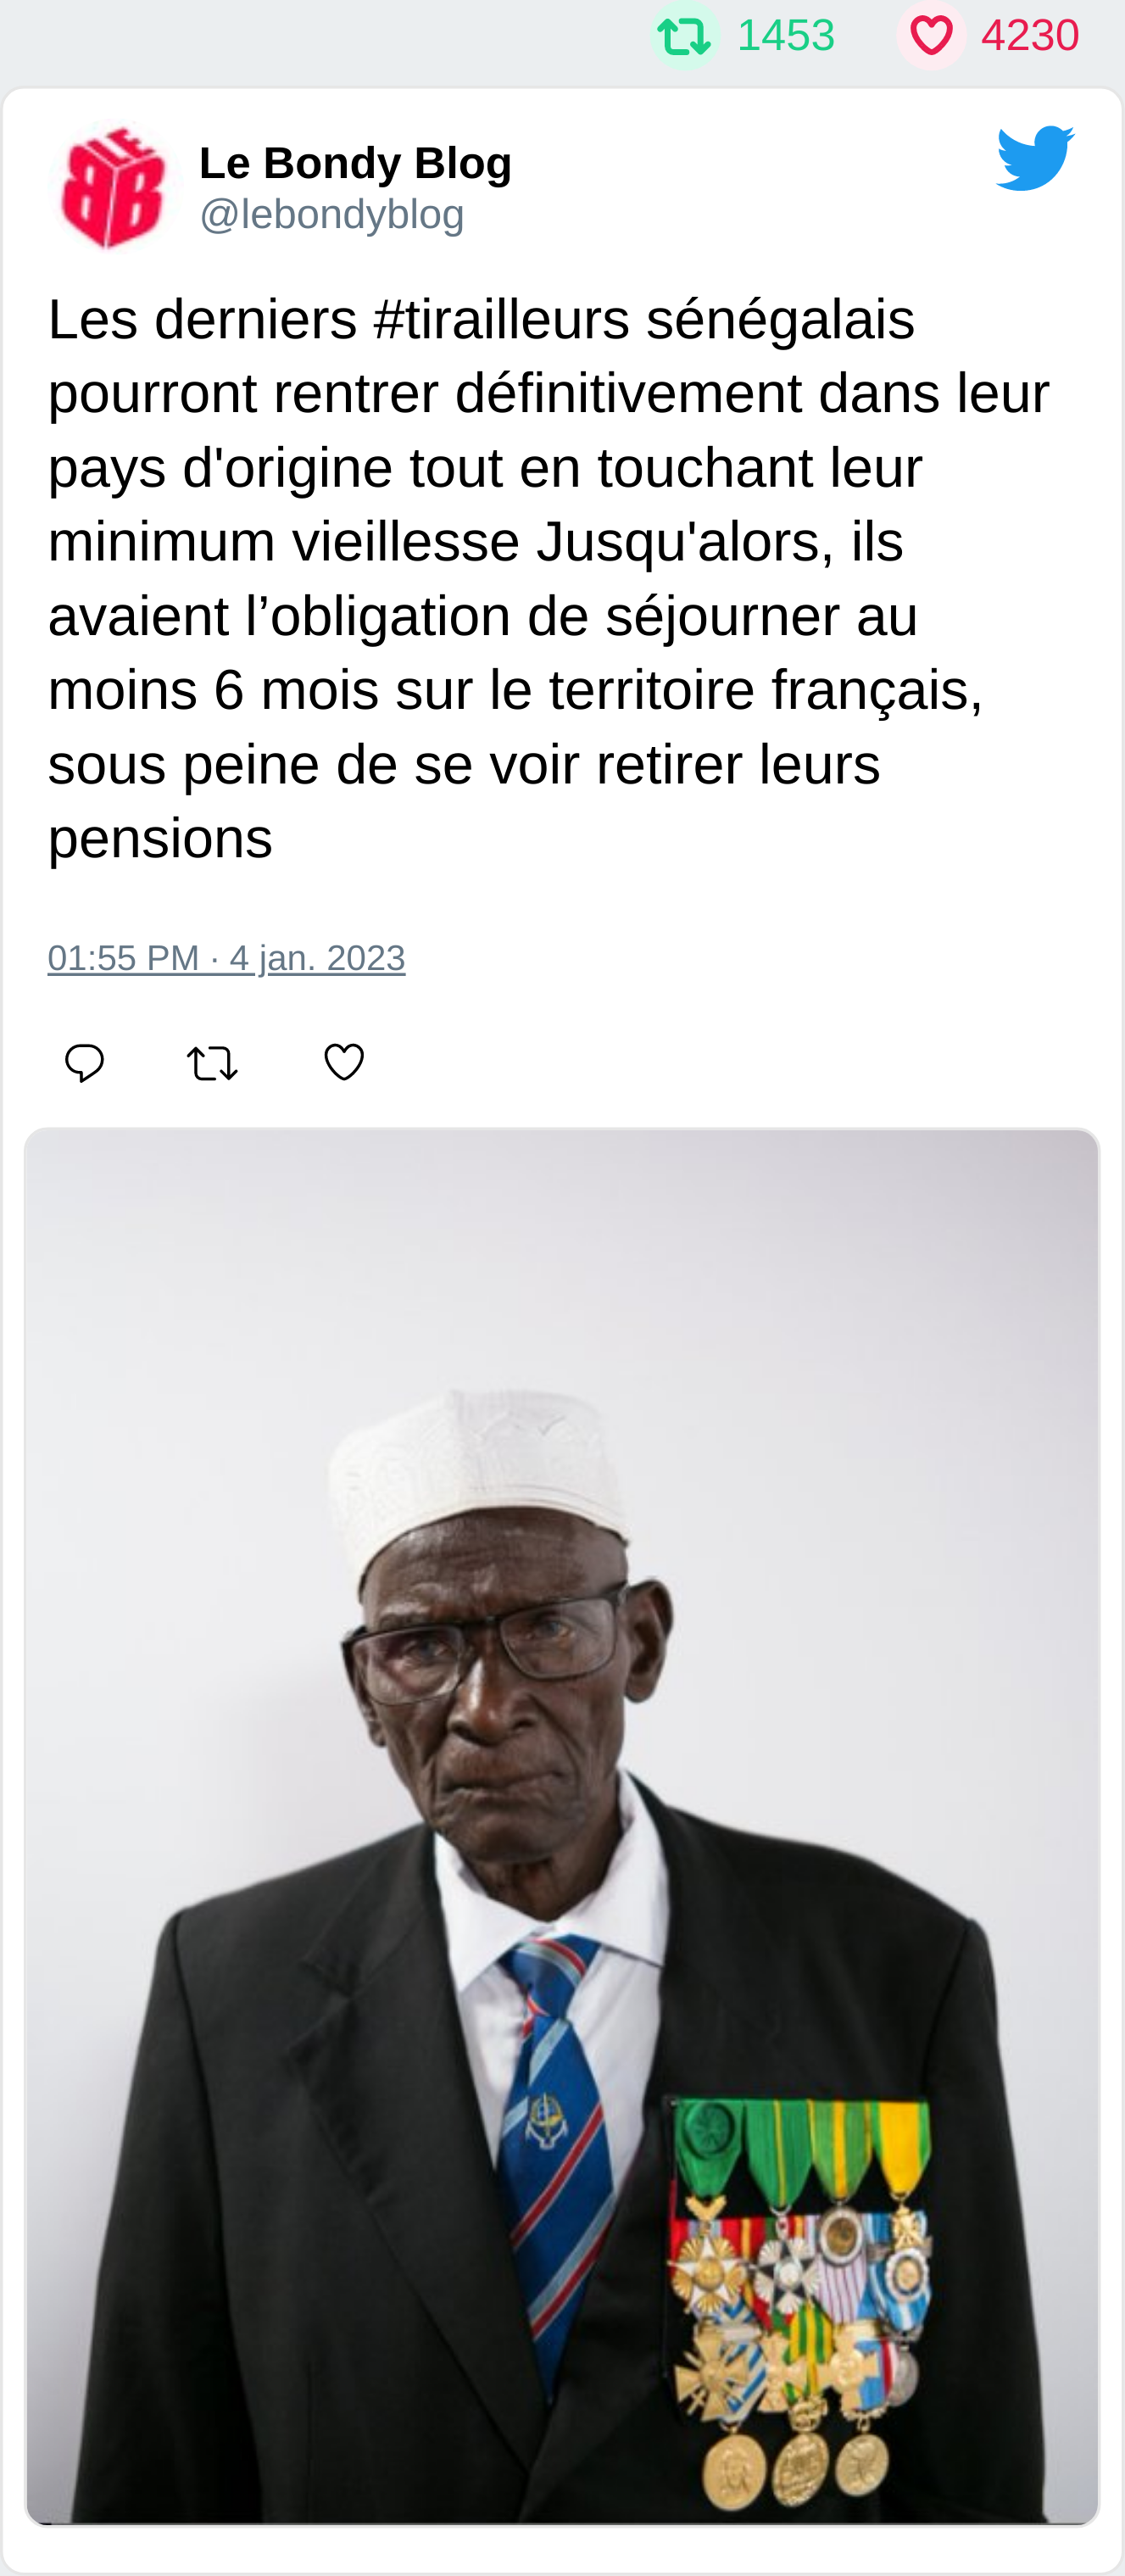 1453 4230
LE BB
Le Bondy Blog
@lebondyblog
Les derniers #tirailleurs sénégalais
pourront rentrer définitivement dans leur
pays d'origine tout en touchant leur
minimum vieillesse Jusqu'alors, ils
avaient l’obligation de séjourner au
moins 6 mois sur le territoire français,
sous peine de se voir retirer leurs
pensions
01:55 PM · 4 jan. 2023